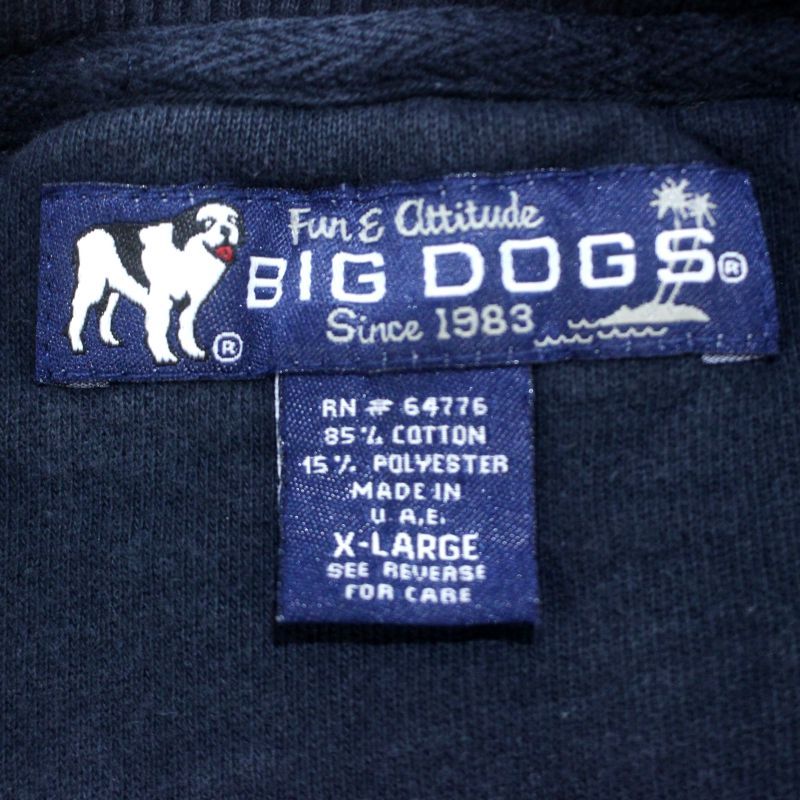 Fun & Attitude
BIG DOGS®
Since 1983
®
RN # 64776
85% COTTON
15% POLYESTER
MADE IN
U.A.E.
X-LARGE
SEE REVERSE
FOR CARE